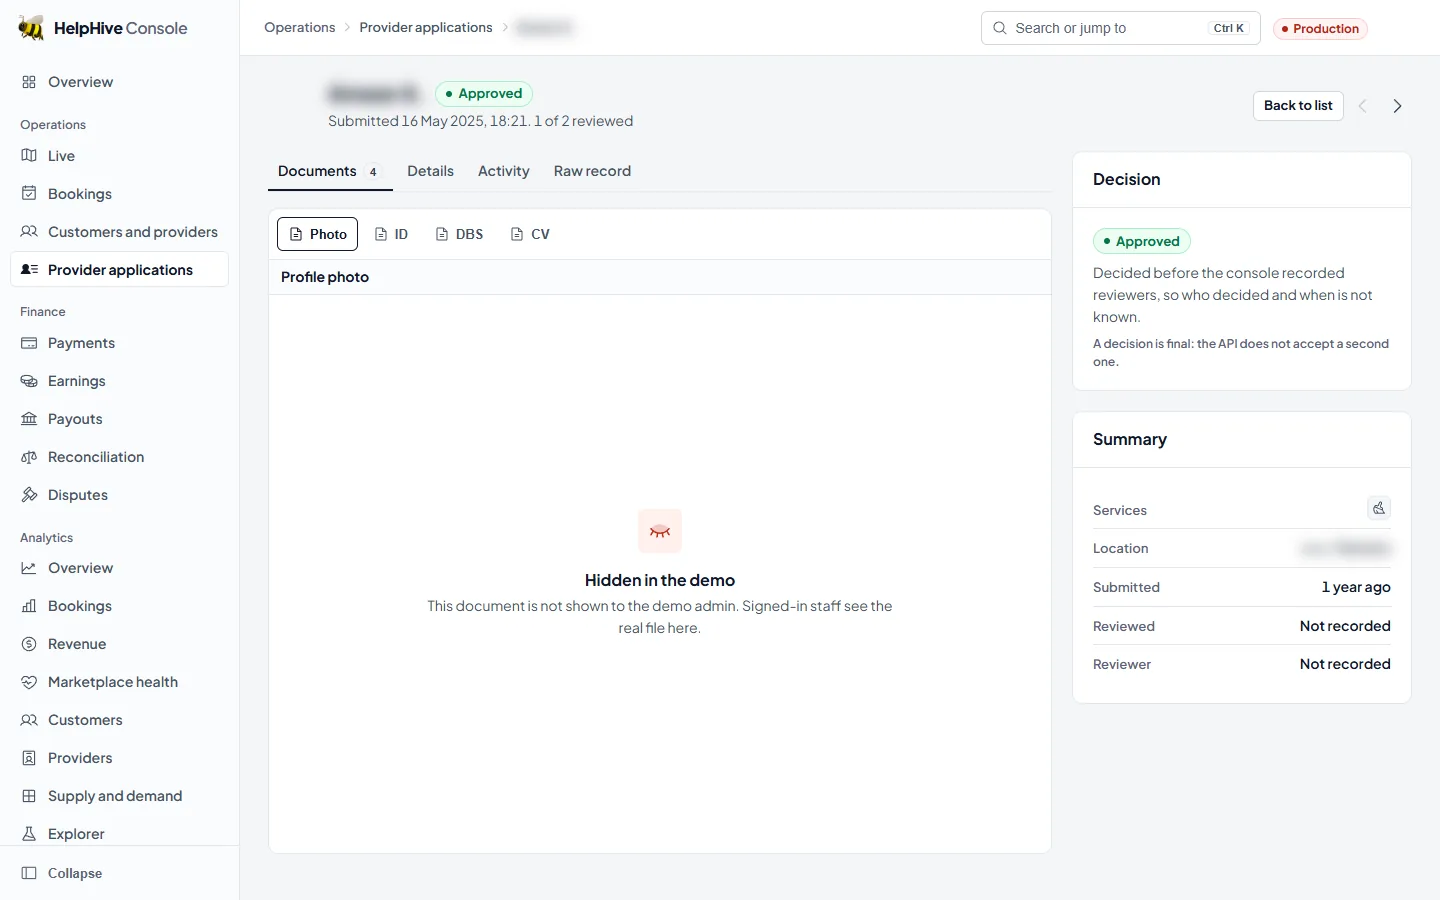 HelpHive Console
Operations
Provider applications
Search or jump to
Ctrl K
Production
Overview
Operations
Live
Bookings
Customers and providers
Provider applications
Finance
Payments
Earnings
Payouts
Reconciliation
Disputes
Analytics
Overview
Bookings
Revenue
Marketplace health
Customers
Providers
Supply and demand
Explorer
Collapse
Approved
Submitted 16 May 2025, 18:21. 1 of 2 reviewed
Back to list
Documents 4
Details
Activity
Raw record
Photo
ID
DBS
CV
Profile photo
Hidden in the demo
This document is not shown to the demo admin. Signed-in staff see the
real file here.
Decision
Approved
Decided before the console recorded
reviewers, so who decided and when is not
known.
A decision is final: the API does not accept a second
one.
Summary
Services
Location
Submitted
1 year ago
Reviewed
Not recorded
Reviewer
Not recorded